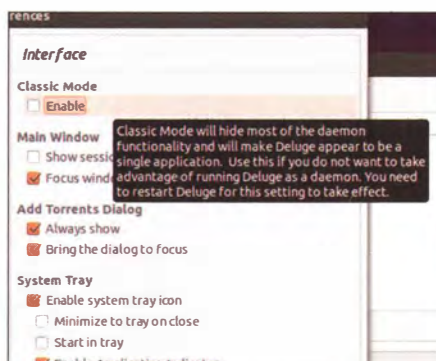 rences
Interface
Classic Mode
Enable
Classic Mode will hide most of the daemon
functionality and will make Deluge appear to be a
single application. Use this if you do not want to take
advantage of running Deluge as a daemon. You need
to restart Deluge for this setting to take effect.
Main Window
Show sessi
Focus wind
Add Torrents Dialog
Always show
Bring the dialog to focus
System Tray
Enable system tray icon
Minimize to tray on close
Start in tray